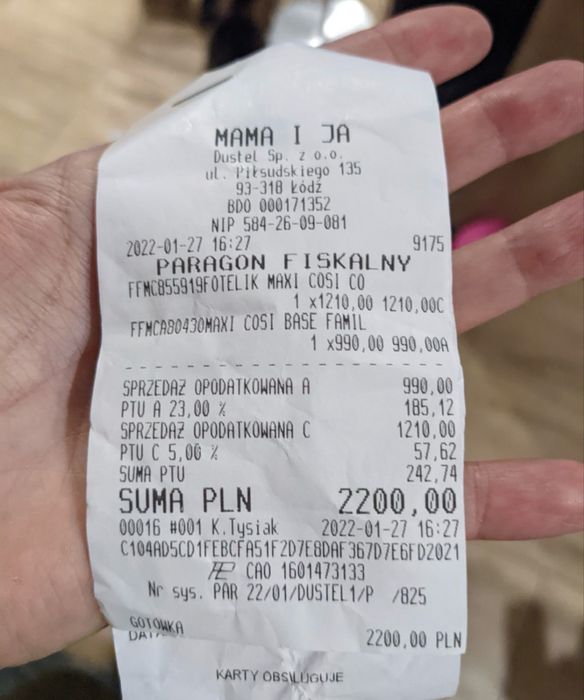 MAMA I JA
Dustel Sp. z o.o.
ul. Piłsudskiego 135
93-318 Łódź
BDO 000171352
NIP 584-26-09-081
2022-01-27 16:27 9175
PARAGON FISKALNY
FFMC855919FOTELIK MAXI COSI CO
1 x1210,00 1210,00C
FFMCAB0430MAXI COSI BASE FAMIL
1 x990,00 990,00A
SPRZEDAŻ OPODATKOWANA A 990,00
PTU A 23,00 % 185,12
SPRZEDAŻ OPODATKOWANA C 1210,00
PTU C 5,00 % 57,62
SUMA PTU 242,74
SUMA PLN 2200,00
00016 #001 K.Tysiak 2022-01-27 16:27
C104AD5CD1FEBCFA51F2D7E8DAF367D7E6FD2021
CAO 1601473133
Nr sys. PAR 22/01/DUSTEL1/P /825
GOTÓWKA 2200,00 PLN
KARTY OBSŁUGUJE